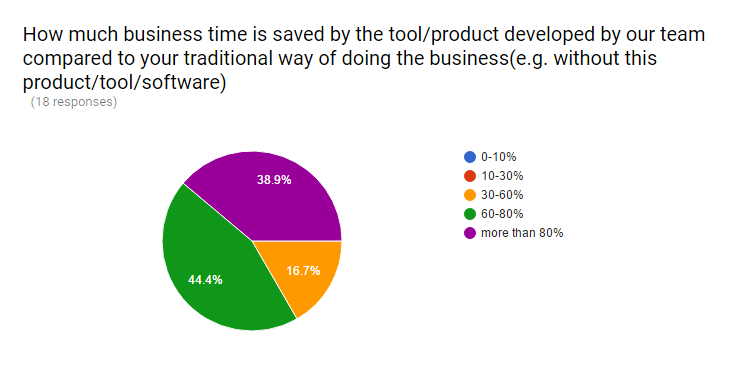 How much business time is saved by the tool/product developed by our team
compared to your traditional way of doing the business(e.g. without this
product/tool/software)
(18 responses)
38.9%
16.7%
44.4%
0-10%
10-30%
30-60%
60-80%
more than 80%